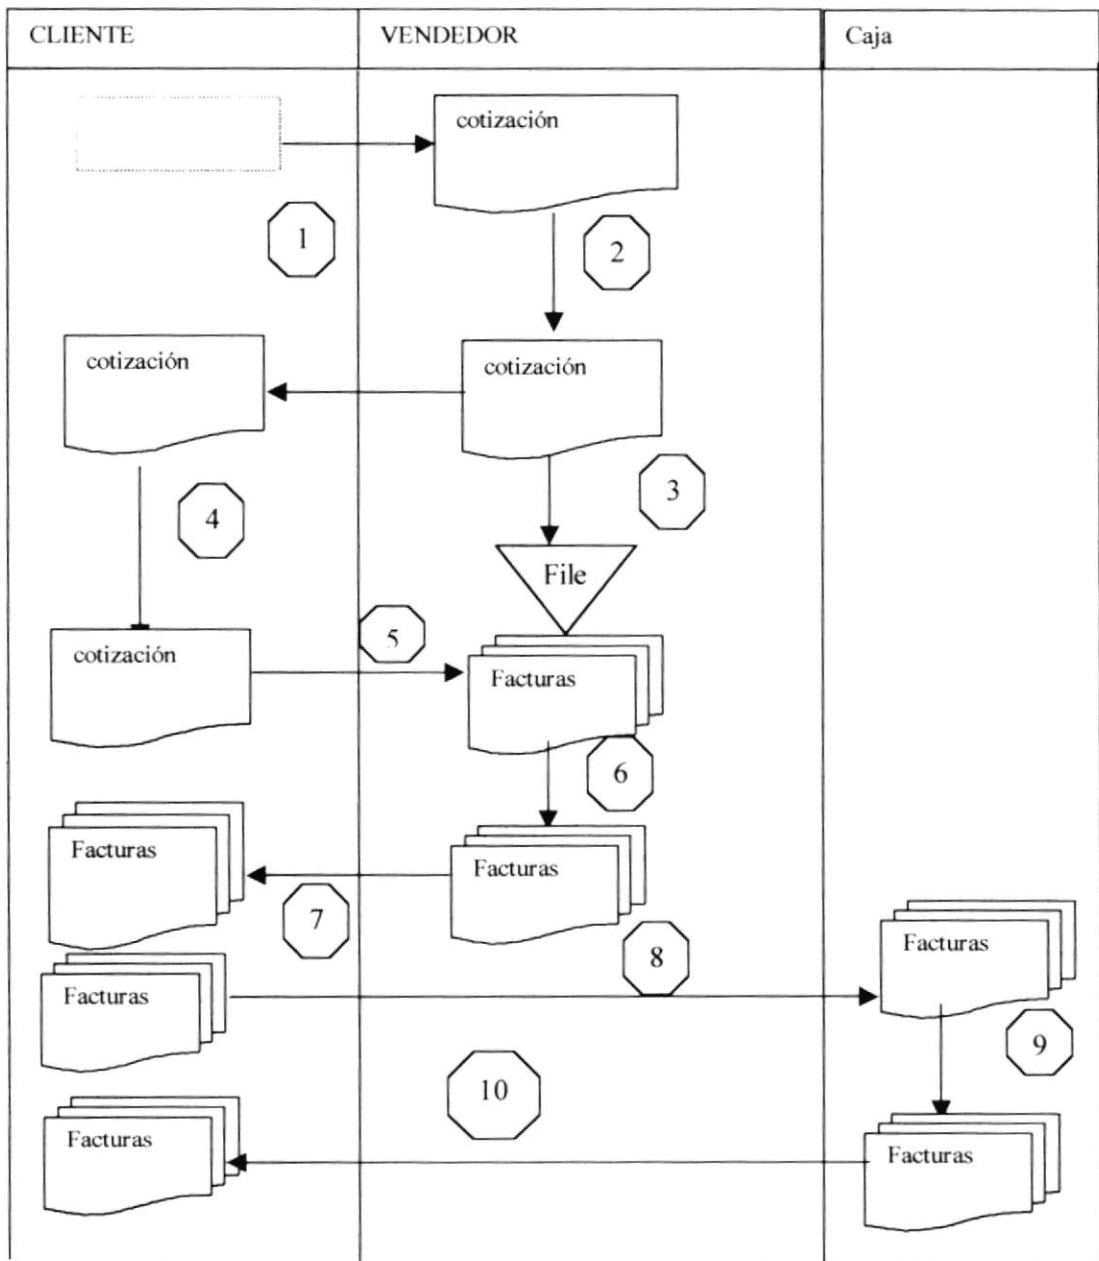 CLIENTE
VENDEDOR
Caja
cotización
1
2
cotización
cotización
3
4
File
5
cotización
Facturas
6
Facturas
Facturas
7
8
Facturas
Facturas
9
10
Facturas
Facturas